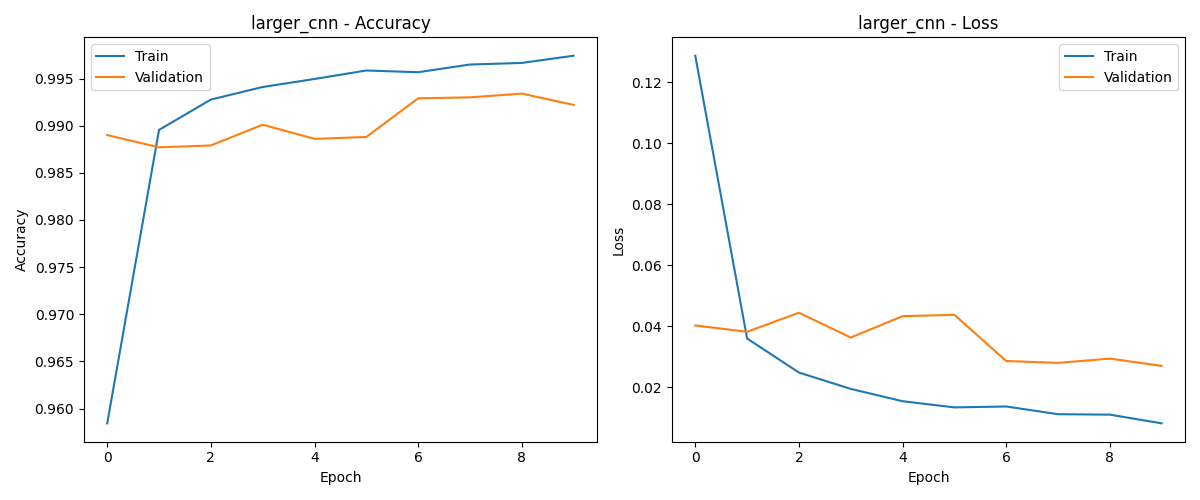 larger_cnn - Accuracy
Train
Validation
0.995
0.990
0.985
0.980
0.975
0.970
0.965
0.960
Accuracy
0 2 4 6 8
Epoch
larger_cnn - Loss
Train
Validation
0.12
0.10
0.08
0.06
0.04
0.02
Loss
0 2 4 6 8
Epoch